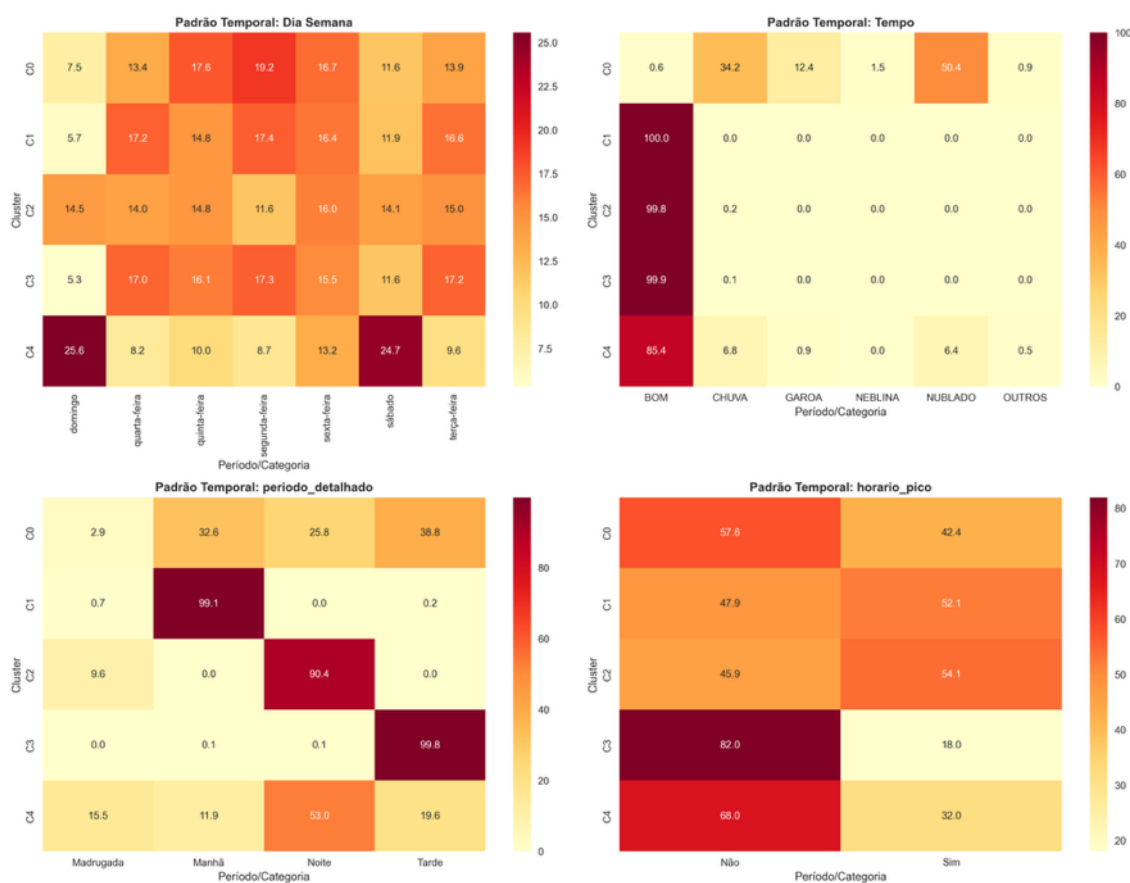 Padrão Temporal: Dia Semana
C0 7.5 13.4 17.6 19.2 16.7 11.6 13.9
C1 5.7 17.2 14.8 17.4 16.4 11.9 16.6
Cluster
C2 14.5 14.0 14.8 11.6 16.0 14.1 15.0
C3 5.3 17.0 16.1 17.3 15.5 11.6 17.2
C4 25.6 8.2 10.0 8.7 13.2 24.7 9.6
domingo quarta-feira quinta-feira segunda-feira sexta-feira sábado terça-feira
Período/Categoria
25.0
22.5
20.0
17.5
15.0
12.5
10.0
7.5
Padrão Temporal: Tempo
C0 0.6 34.2 12.4 1.5 50.4 0.9
C1 100.0 0.0 0.0 0.0 0.0 0.0
Cluster
C2 99.8 0.2 0.0 0.0 0.0 0.0
C3 99.9 0.1 0.0 0.0 0.0 0.0
C4 85.4 6.8 0.9 0.0 6.4 0.5
BOM CHUVA GAROA NEBLINA NUBLADO OUTROS
Período/Categoria
100
80
60
40
20
0
Padrão Temporal: periodo_detalhado
C0 2.9 32.6 25.8 38.8
C1 0.7 99.1 0.0 0.2
Cluster
C2 9.6 0.0 90.4 0.0
C3 0.0 0.1 0.1 99.8
C4 15.5 11.9 53.0 19.6
Madrugada Manhã Noite Tarde
Período/Categoria
80
60
40
20
0
Padrão Temporal: horario_pico
C0 57.6 42.4
C1 47.9 52.1
Cluster
C2 45.9 54.1
C3 82.0 18.0
C4 68.0 32.0
Não Sim
Período/Categoria
80
70
60
50
40
30
20